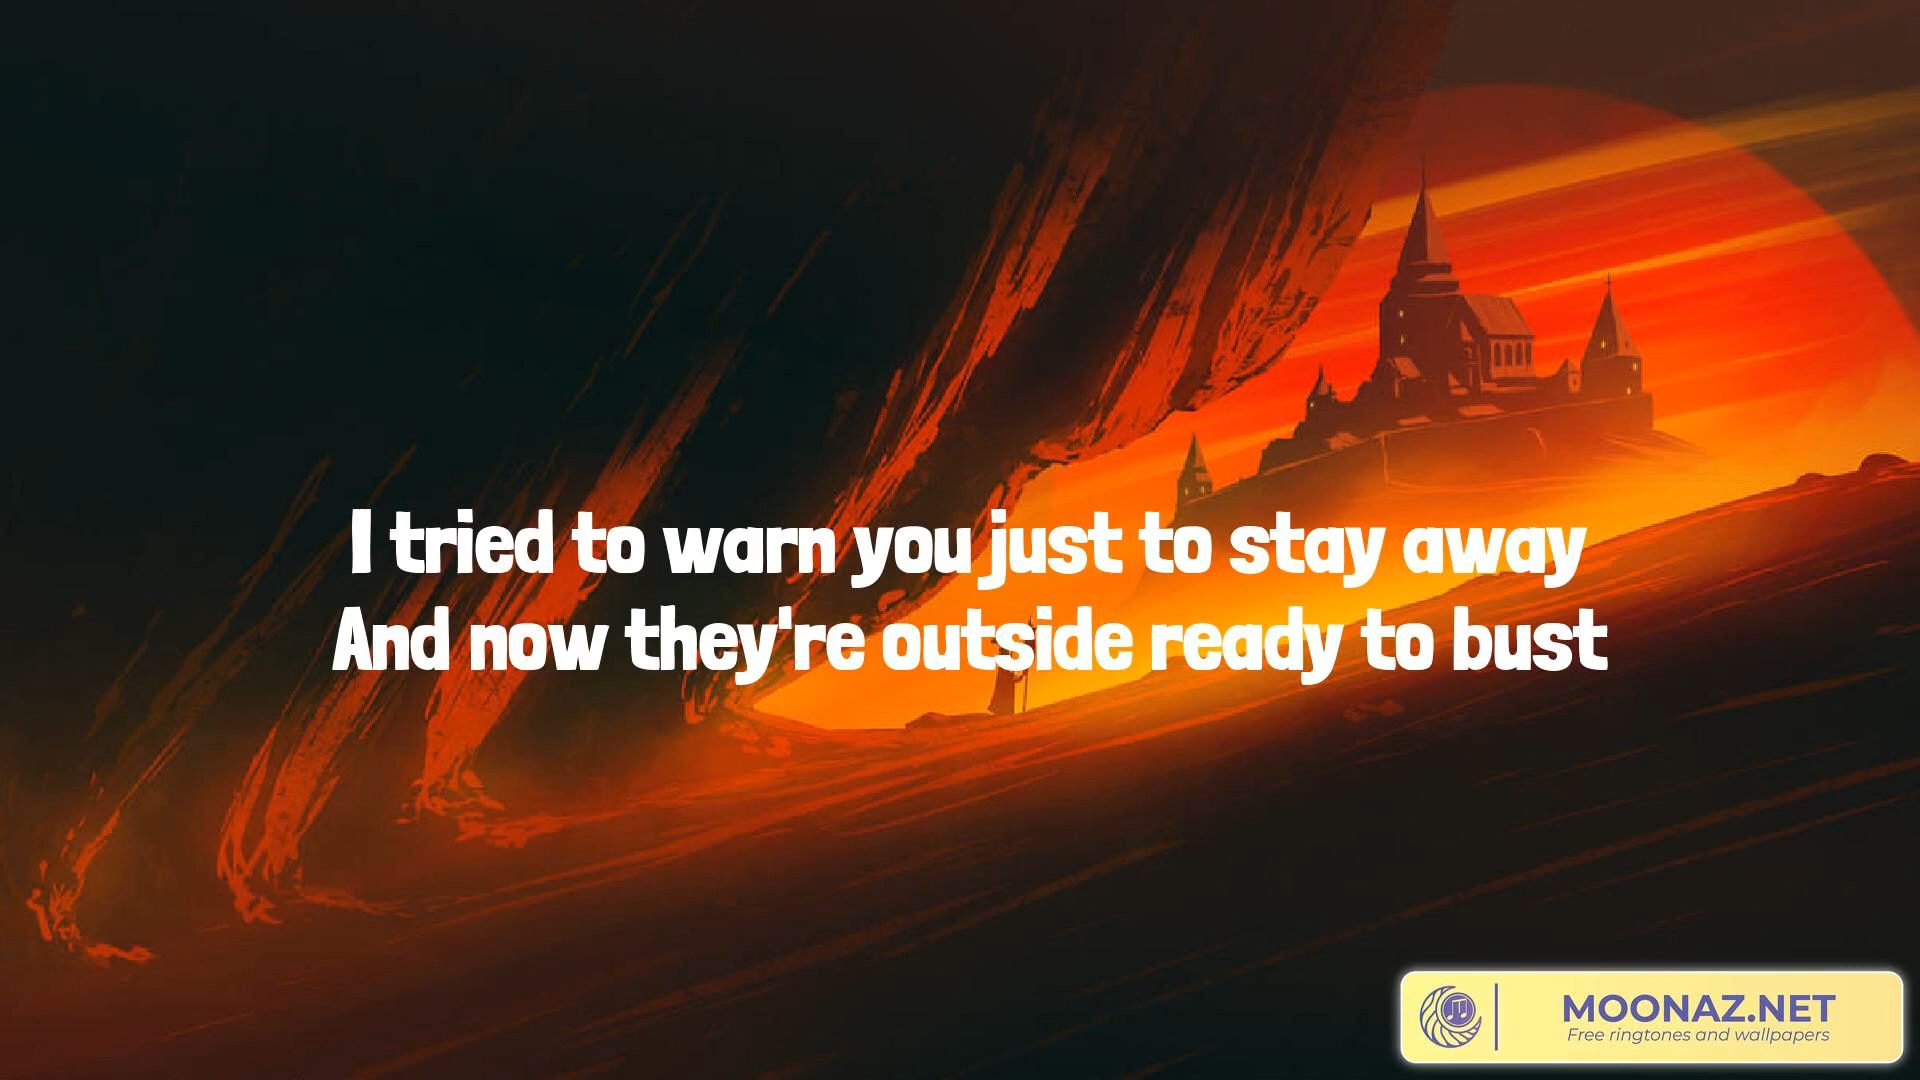 I tried to warn you just to stay away
And now they're outside ready to bust
MOONAZ.NET
Free ringtones and wallpapers